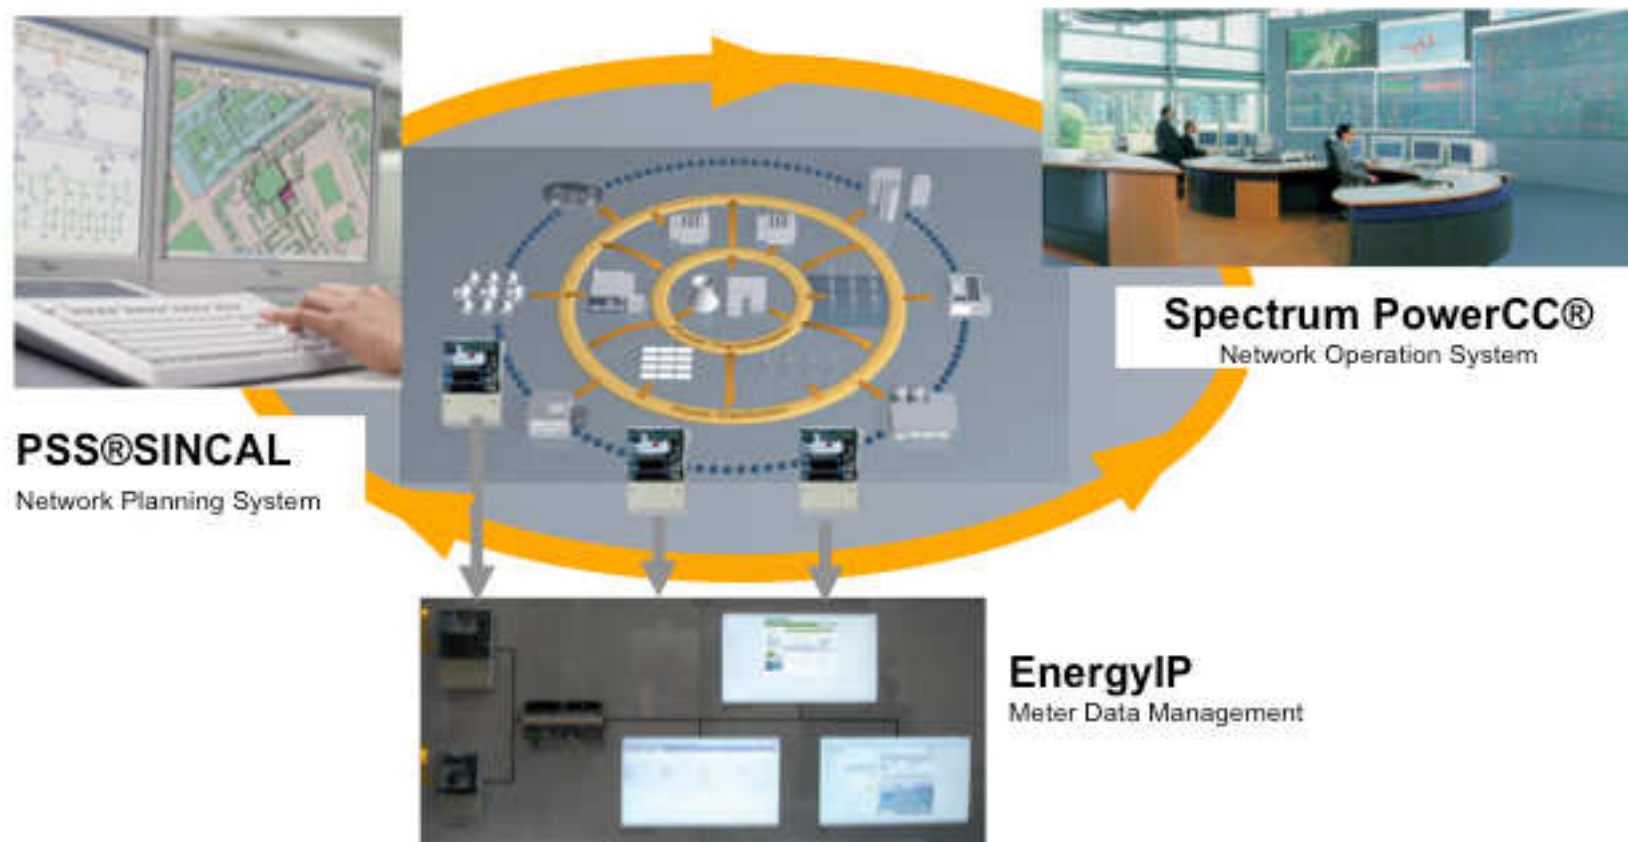 Spectrum PowerCC®
Network Operation System
PSS®SINCAL
Network Planning System
EnergyIP
Meter Data Management